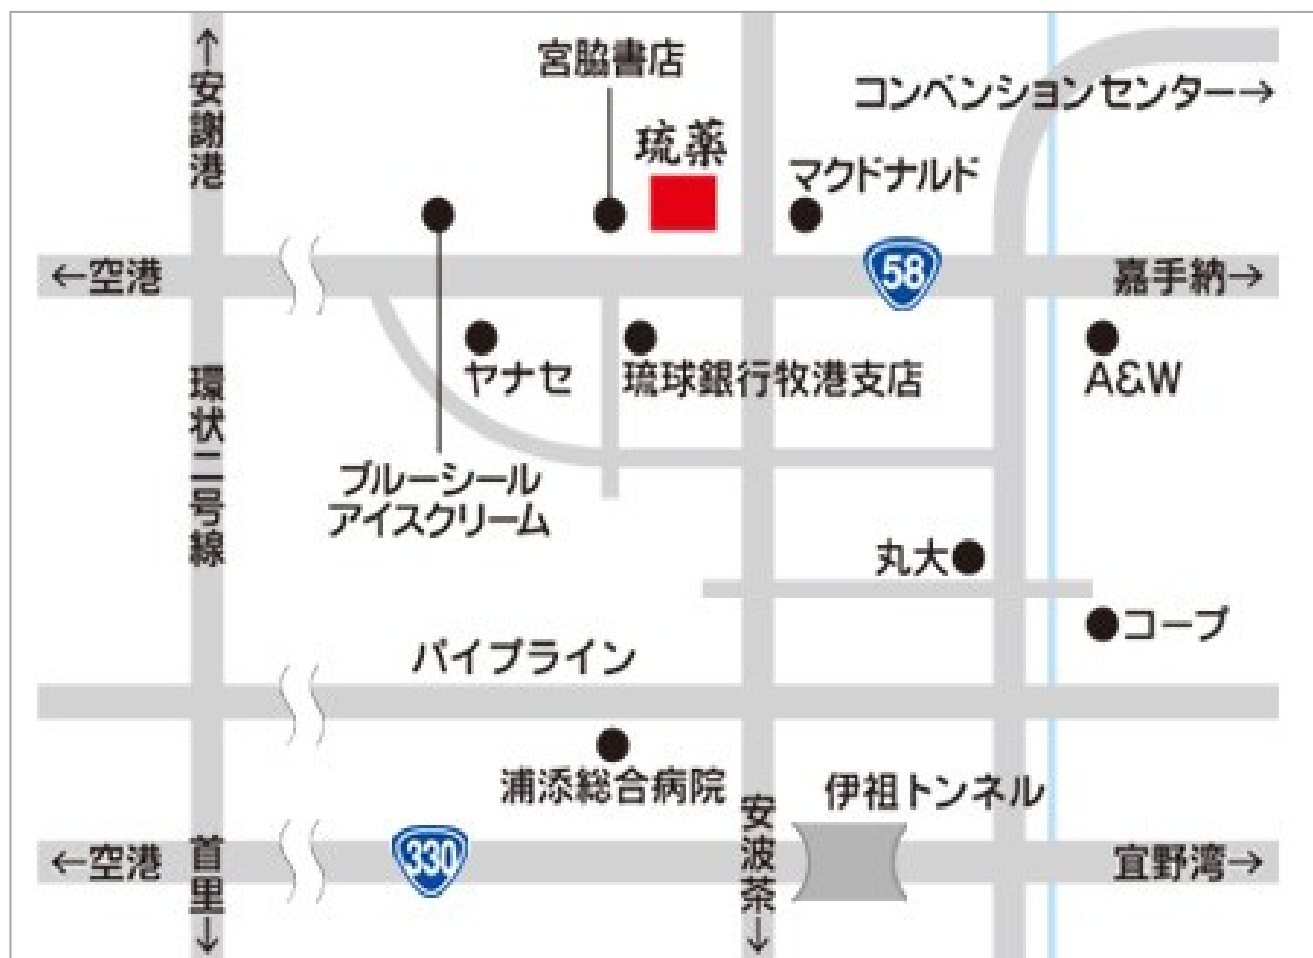 宮脇書店
↑安謝港
コンベンションセンター→
琉薬
マクドナルド
←空港
58
嘉手納→
ヤナセ
琉球銀行牧港支店
A&W
環状二号線
ブルーシール
アイスクリーム
丸大
コープ
パイプライン
浦添総合病院
伊祖トンネル
←空港
首里↓
330
安波茶↓
宜野湾→